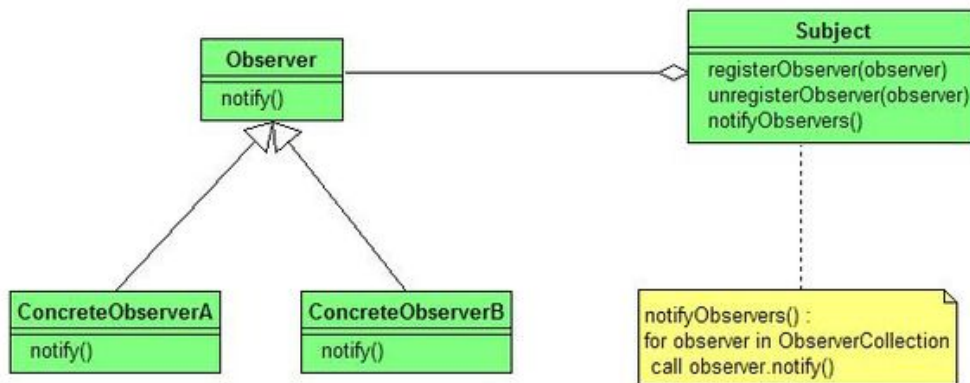 Observer
notify()
Subject
registerObserver(observer)
unregisterObserver(observer)
notifyObservers()
ConcreteObserverA
notify()
ConcreteObserverB
notify()
notifyObservers() :
for observer in ObserverCollection
call observer.notify()